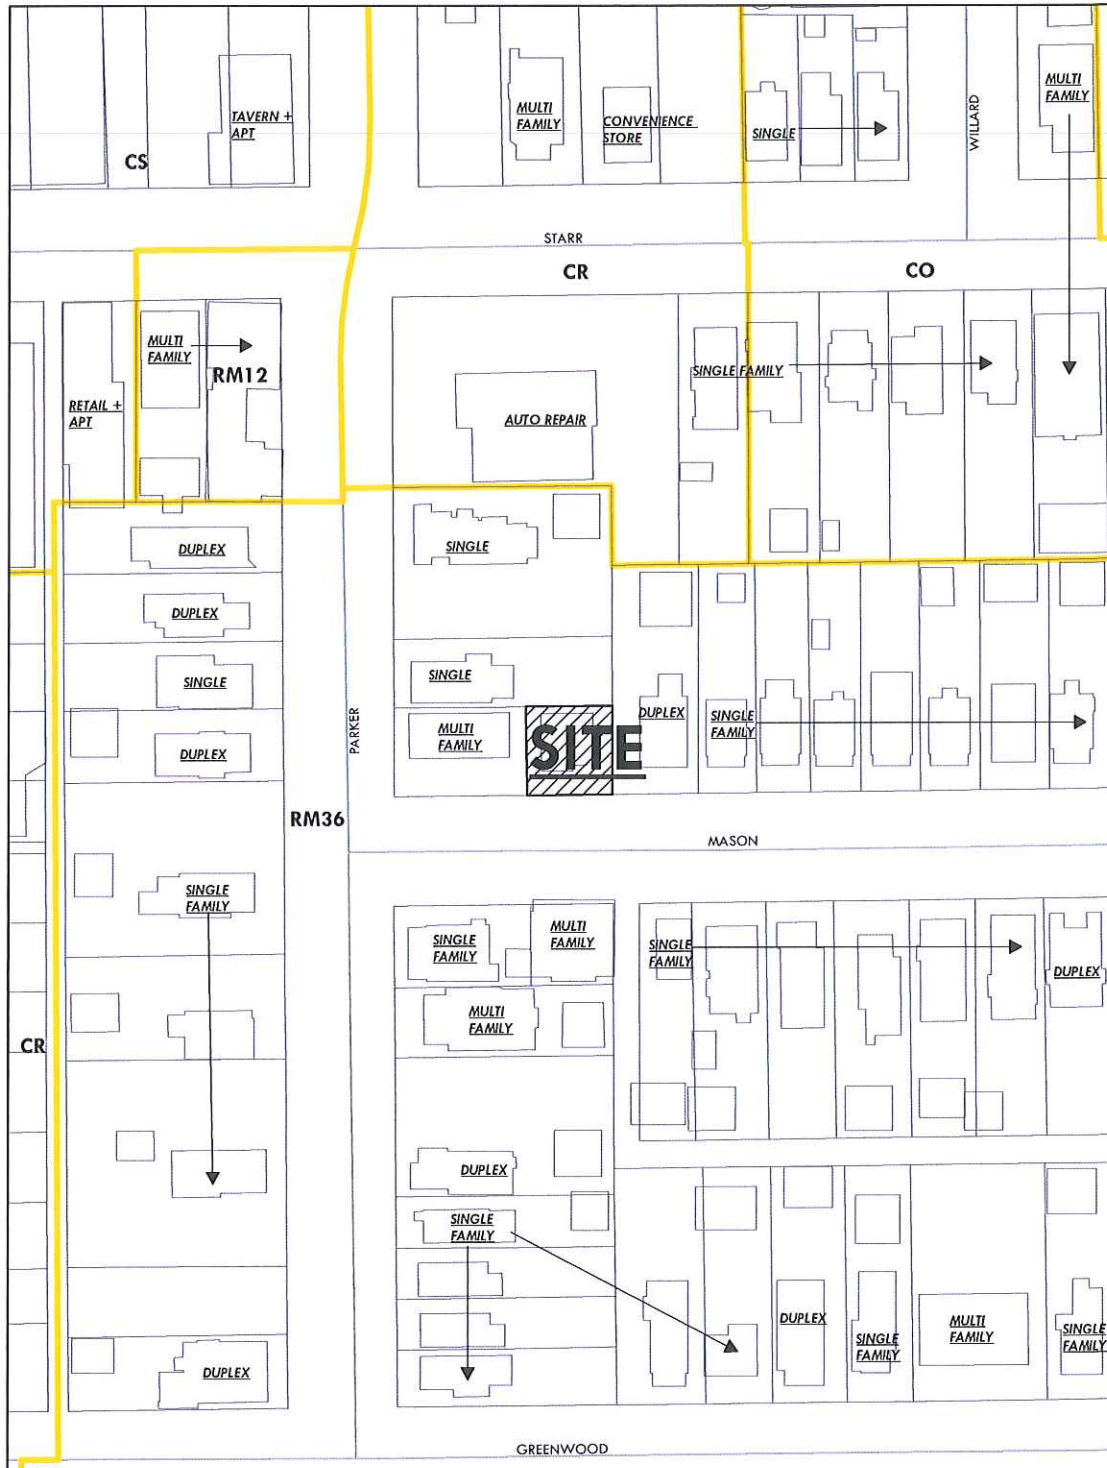 MULTI
FAMILY
TAVERN +
APT
MULTI
FAMILY
CONVENIENCE
STORE
SINGLE
WILLARD
CS
STARR
CR
CO
MULTI
FAMILY
RM12
RETAIL +
APT
AUTO REPAIR
SINGLE FAMILY
DUPLEX
SINGLE
DUPLEX
SINGLE
SINGLE
PARKER
DUPLEX
SINGLE
FAMILY
MULTI
FAMILY
SITE
DUPLEX
RM36
MASON
SINGLE
FAMILY
SINGLE
FAMILY
MULTI
FAMILY
SINGLE
FAMILY
DUPLEX
MULTI
FAMILY
CR
DUPLEX
SINGLE
FAMILY
DUPLEX
SINGLE
FAMILY
MULTI
FAMILY
SINGLE
FAMILY
DUPLEX
GREENWOOD